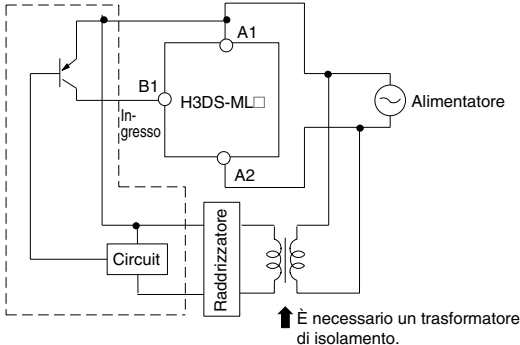 A1
B1
H3DS-ML□
In-
gresso
Alimentatore
A2
Raddrizzatore
Circuit
È necessario un trasformatore
di isolamento.